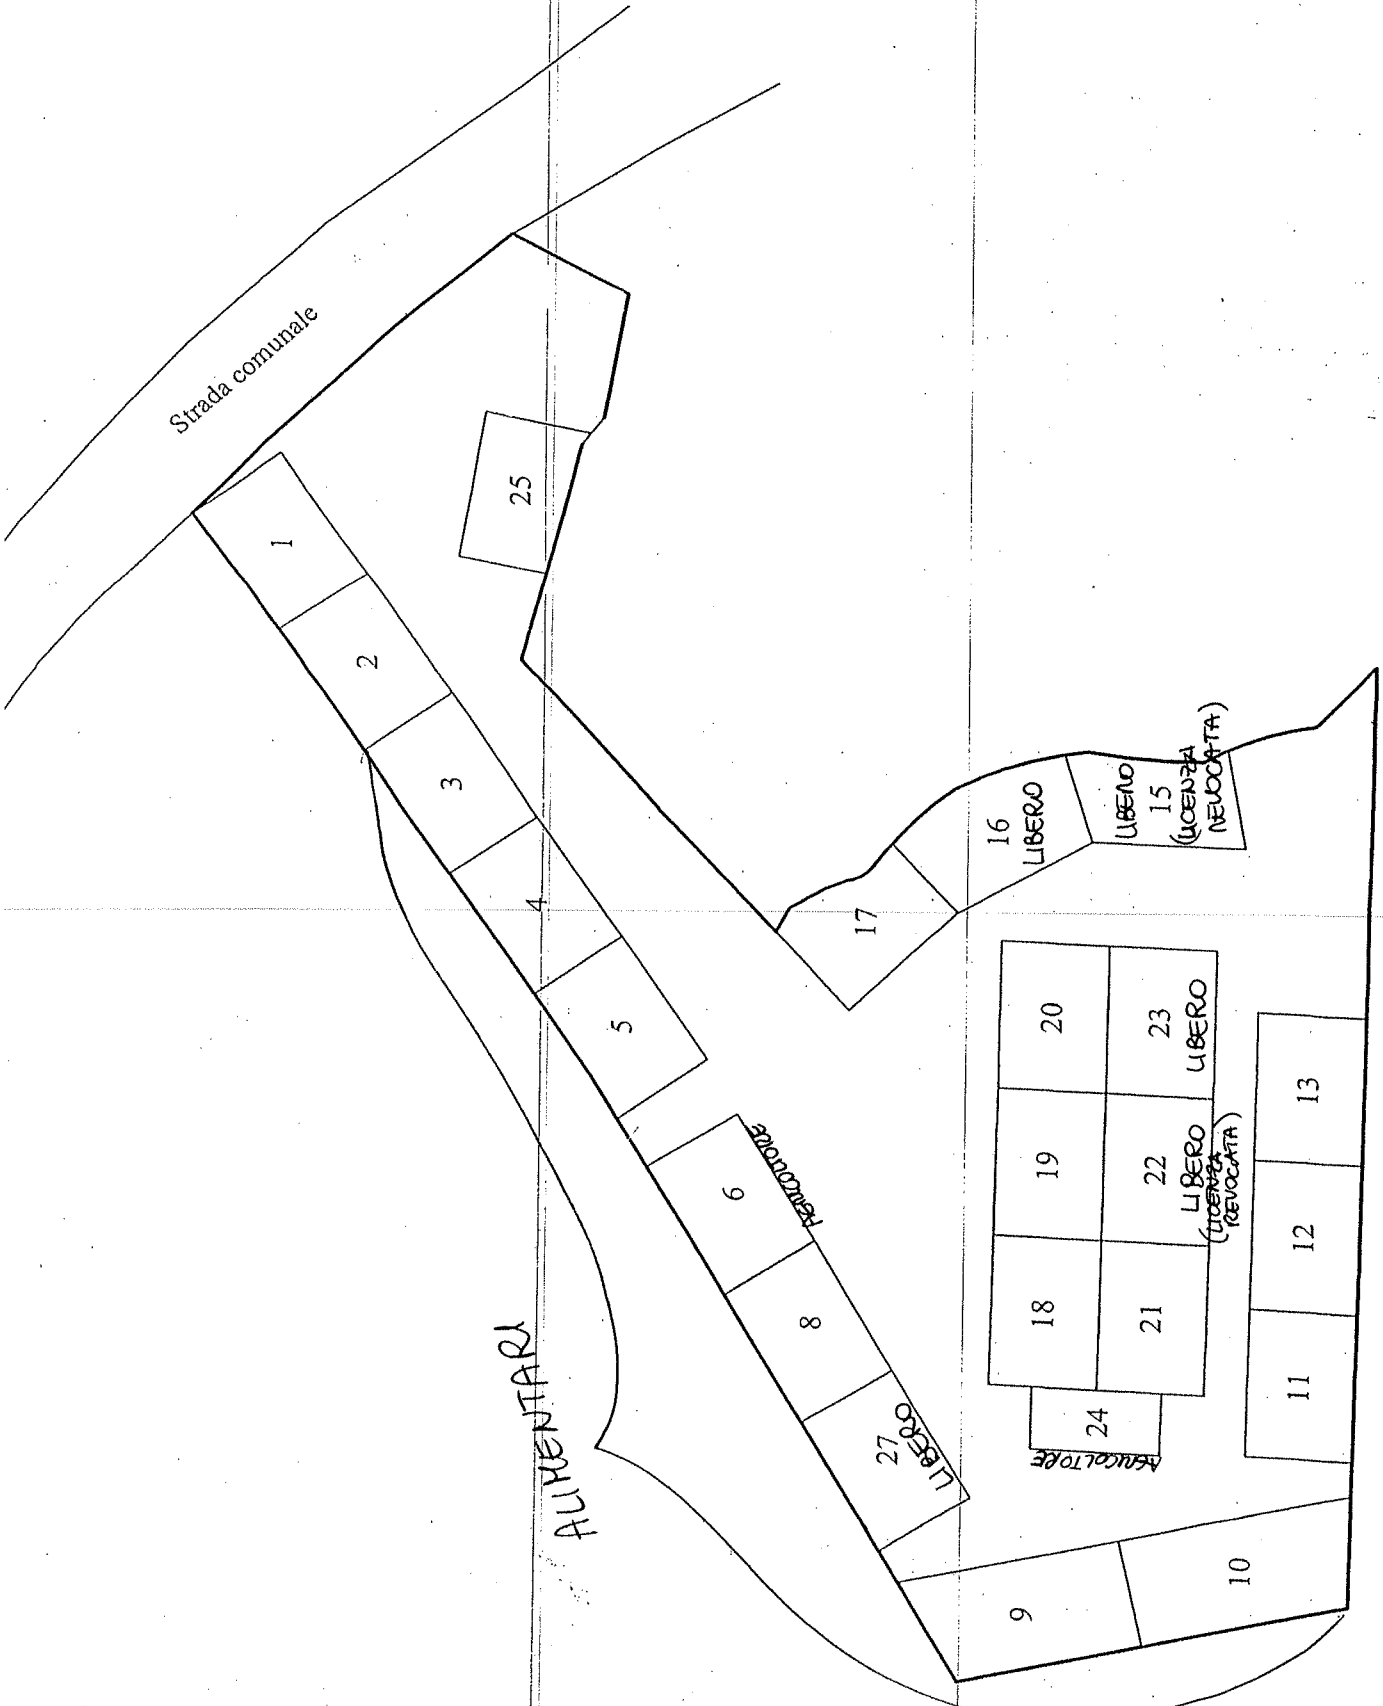 Strada comunale
1
2
3
4
5
25
6
AGRICOLTORE
8
27
LIBERO
ALIMENTARI
9
10
17
16
LIBERO
LIBERO
15
(LICENZA
REVOCATA)
20
19
18
23
LIBERO
22
LIBERO
(LICENZA
REVOCATA)
21
24
AGRICOLTORE
13
12
11